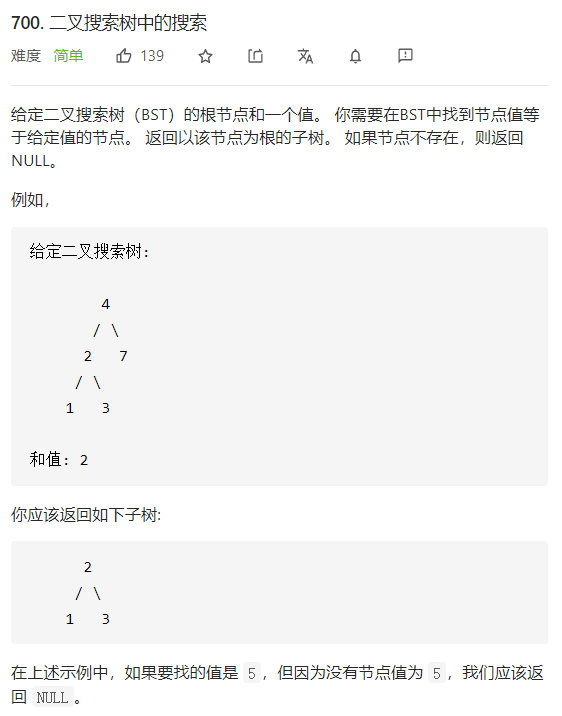 700. 二叉搜索树中的搜索
难度 简单 139
给定二叉搜索树（BST）的根节点和一个值。 你需要在BST中找到节点值等
于给定值的节点。 返回以该节点为根的子树。 如果节点不存在，则返回
NULL。
例如，
给定二叉搜索树:
4
/ \
2 7
/ \
1 3
和值: 2
你应该返回如下子树:
2
/ \
1 3
在上述示例中，如果要找的值是 5，但因为没有节点值为 5，我们应该返
回 NULL。